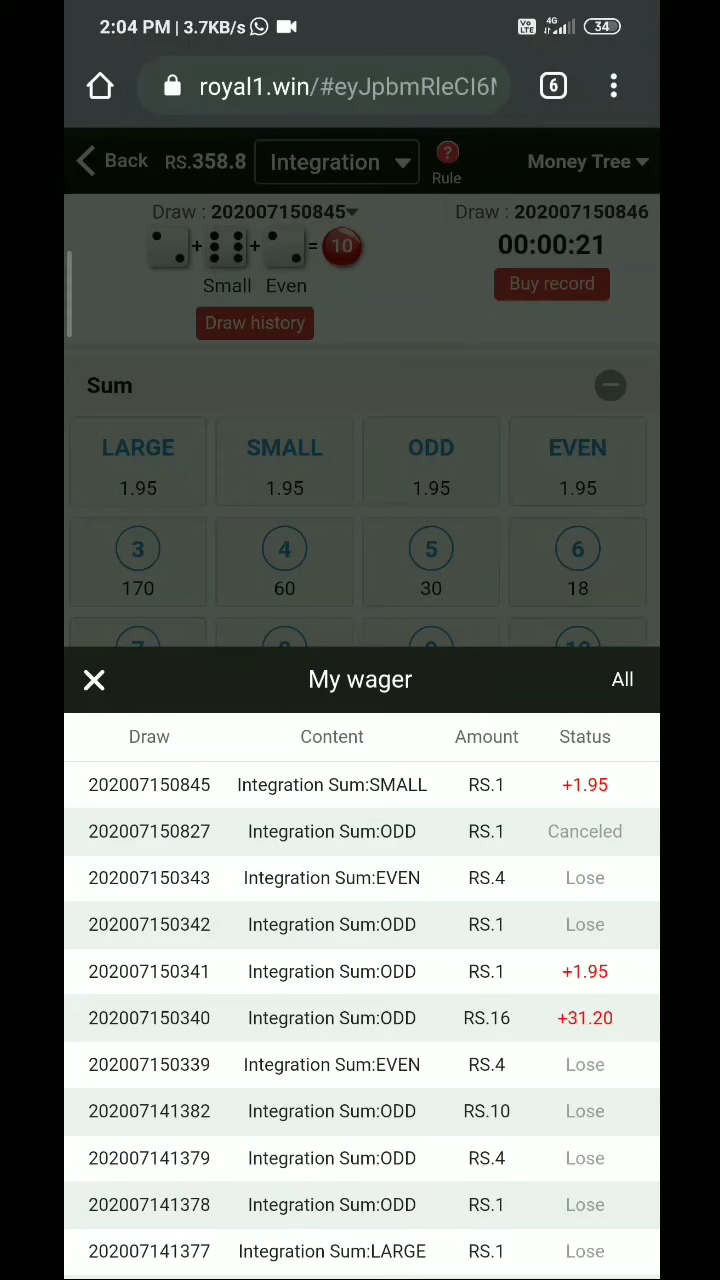 2:04 PM | 3.7KB/s
Vo LTE 4G 34
royal1.win/#eyJpbmRleCI6
6
Back RS.358.8 Integration Rule Money Tree
?
Draw : 202007150845 Draw : 202007150846
+ + = 10 00:00:21
Small Even Buy record
Draw history
Sum
LARGE SMALL ODD EVEN
1.95 1.95 1.95 1.95
3 4 5 6
170 60 30 18
7 8 9 10
My wager All
Draw Content Amount Status
202007150845 Integration Sum:SMALL RS.1 +1.95
202007150827 Integration Sum:ODD RS.1 Canceled
202007150343 Integration Sum:EVEN RS.4 Lose
202007150342 Integration Sum:ODD RS.1 Lose
202007150341 Integration Sum:ODD RS.1 +1.95
202007150340 Integration Sum:ODD RS.16 +31.20
202007150339 Integration Sum:EVEN RS.4 Lose
202007141382 Integration Sum:ODD RS.10 Lose
202007141379 Integration Sum:ODD RS.4 Lose
202007141378 Integration Sum:ODD RS.1 Lose
202007141377 Integration Sum:LARGE RS.1 Lose